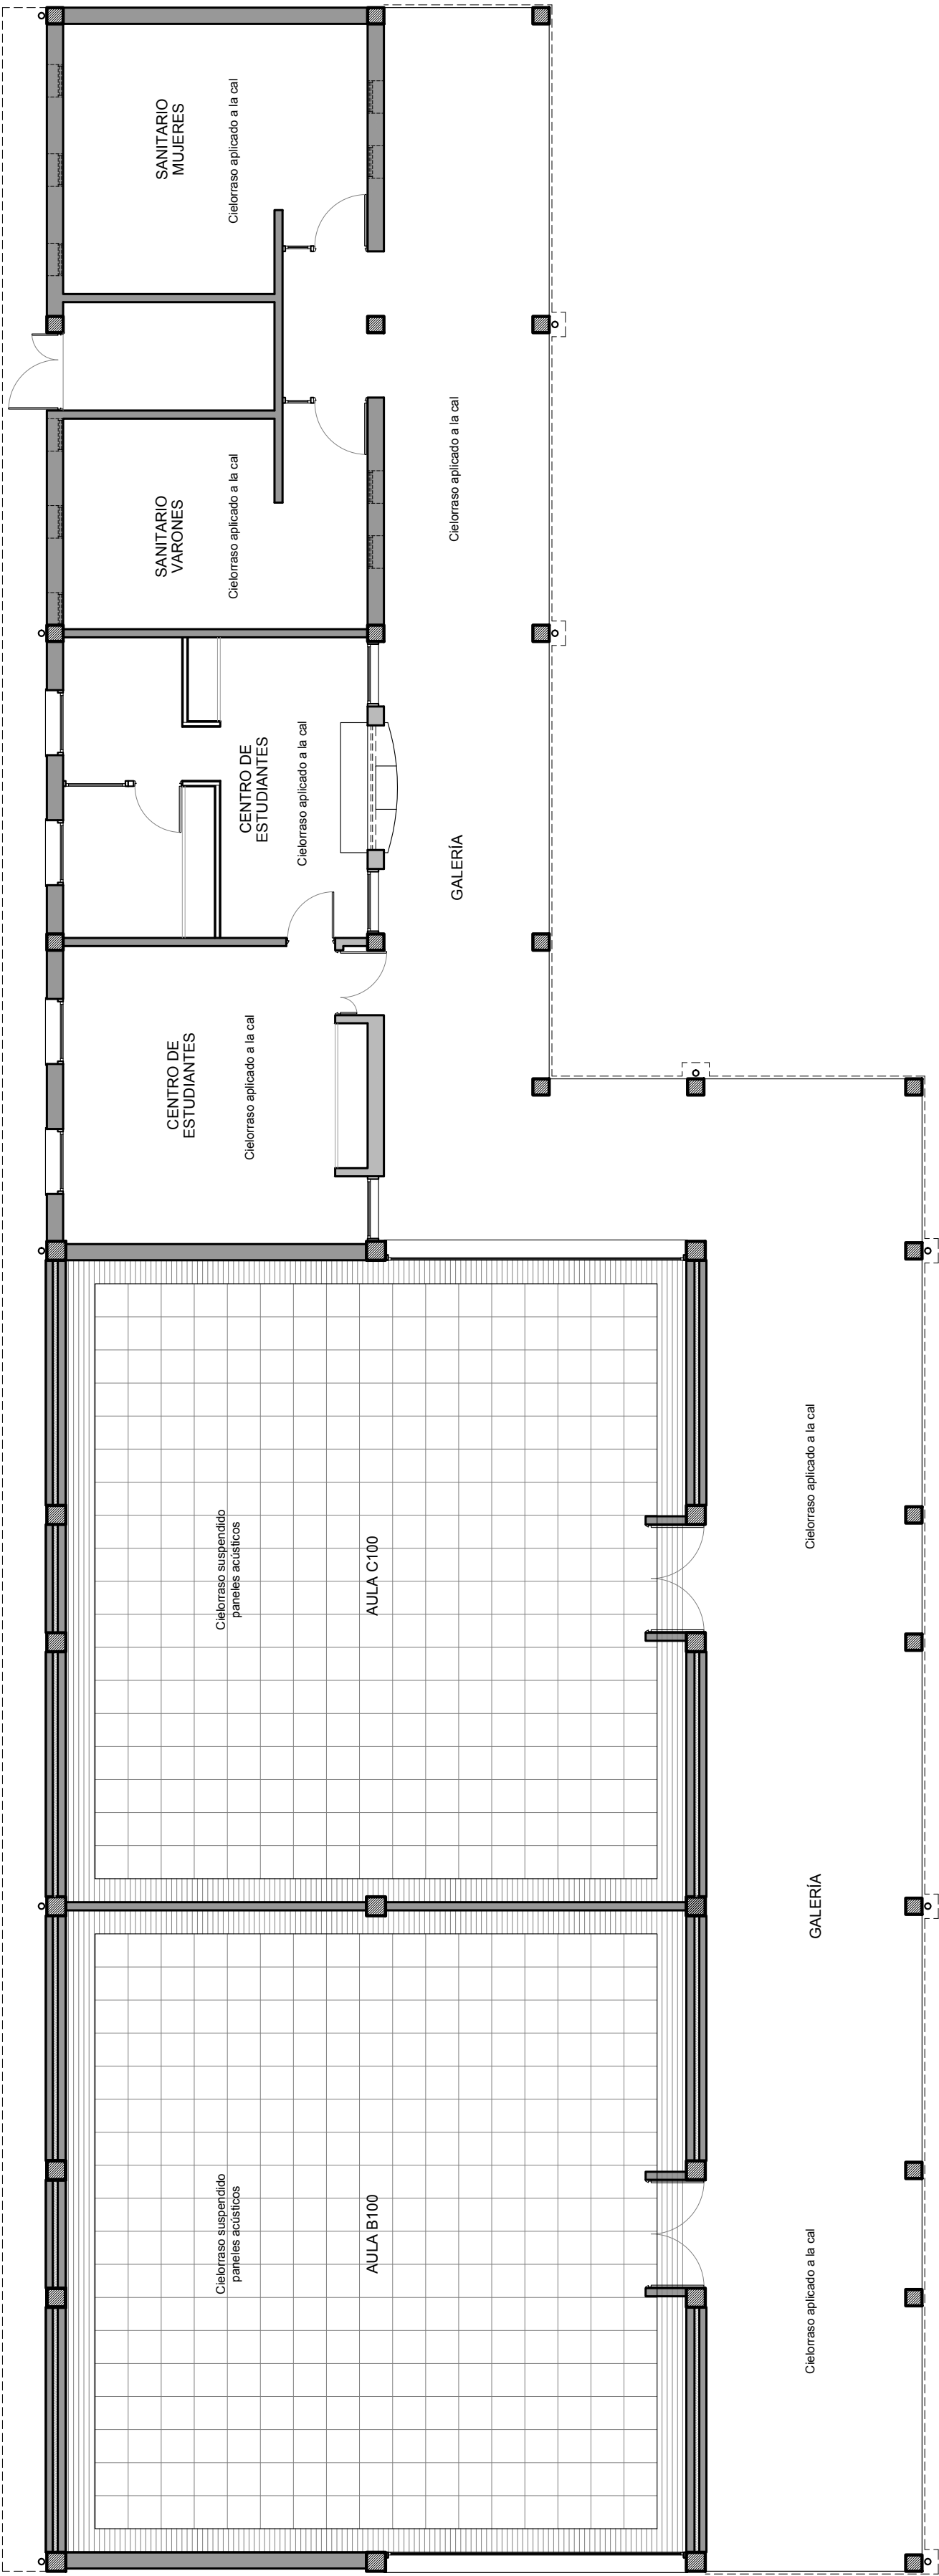 SANITARIO
MUJERES
Cielorraso aplicado a la cal
SANITARIO
VARONES
Cielorraso aplicado a la cal
Cielorraso aplicado a la cal
CENTRO DE
ESTUDIANTES
Cielorraso aplicado a la cal
GALERÍA
CENTRO DE
ESTUDIANTES
Cielorraso aplicado a la cal
Cielorraso suspendido
paneles acústicos
AULA C100
Cielorraso aplicado a la cal
GALERÍA
Cielorraso suspendido
paneles acústicos
AULA B100
Cielorraso aplicado a la cal